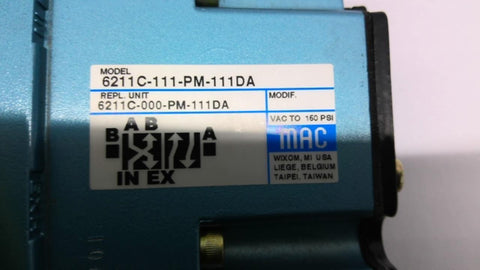 MODEL
6211C-111-PM-111DA
REPL. UNIT
6211C-000-PM-111DA
MODIF.
VAC TO 150 PSI
A B
B A
IN EX
MAC
WIXOM, MI USA
LIEGE, BELGIUM
TAIPEI, TAIWAN